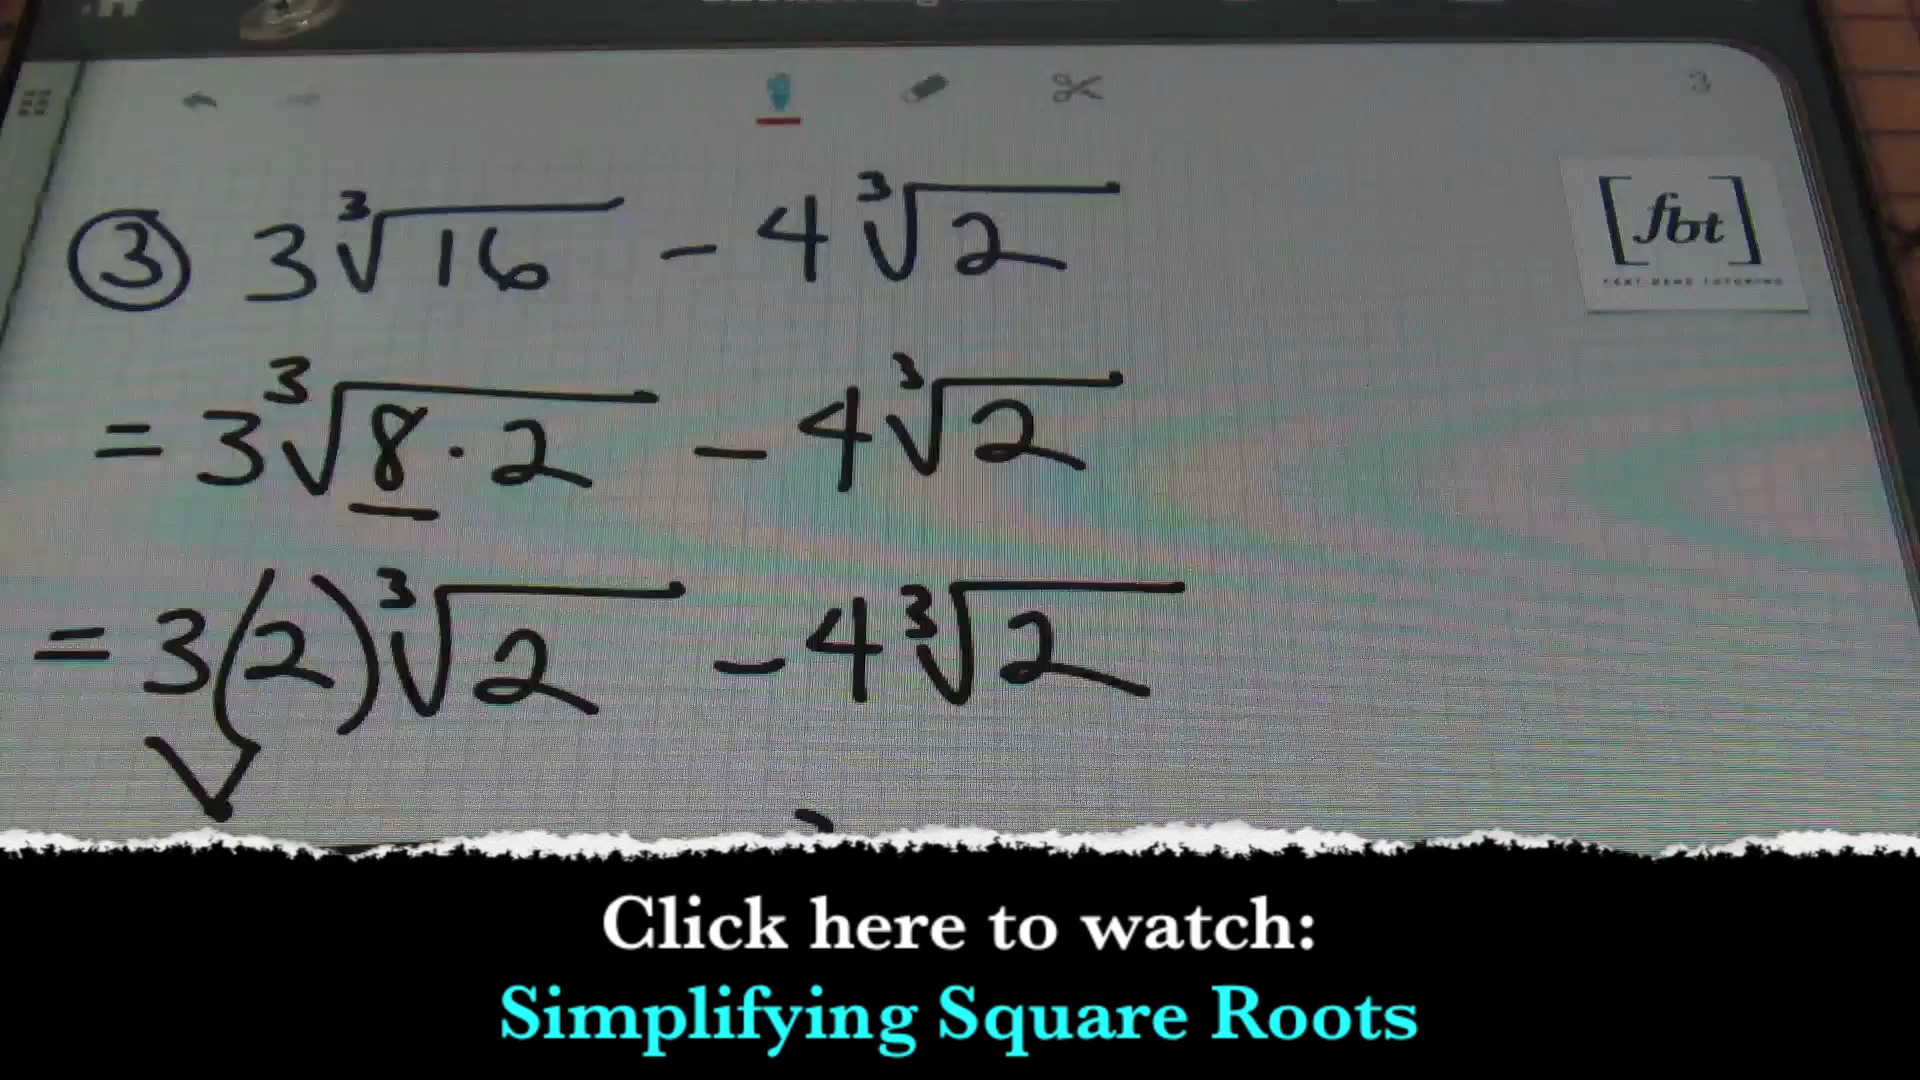 3
③ 3∛16 - 4∛2
[fbt]
= 3∛8·2 - 4∛2
= 3(2)∛2 - 4∛2
Click here to watch:
Simplifying Square Roots